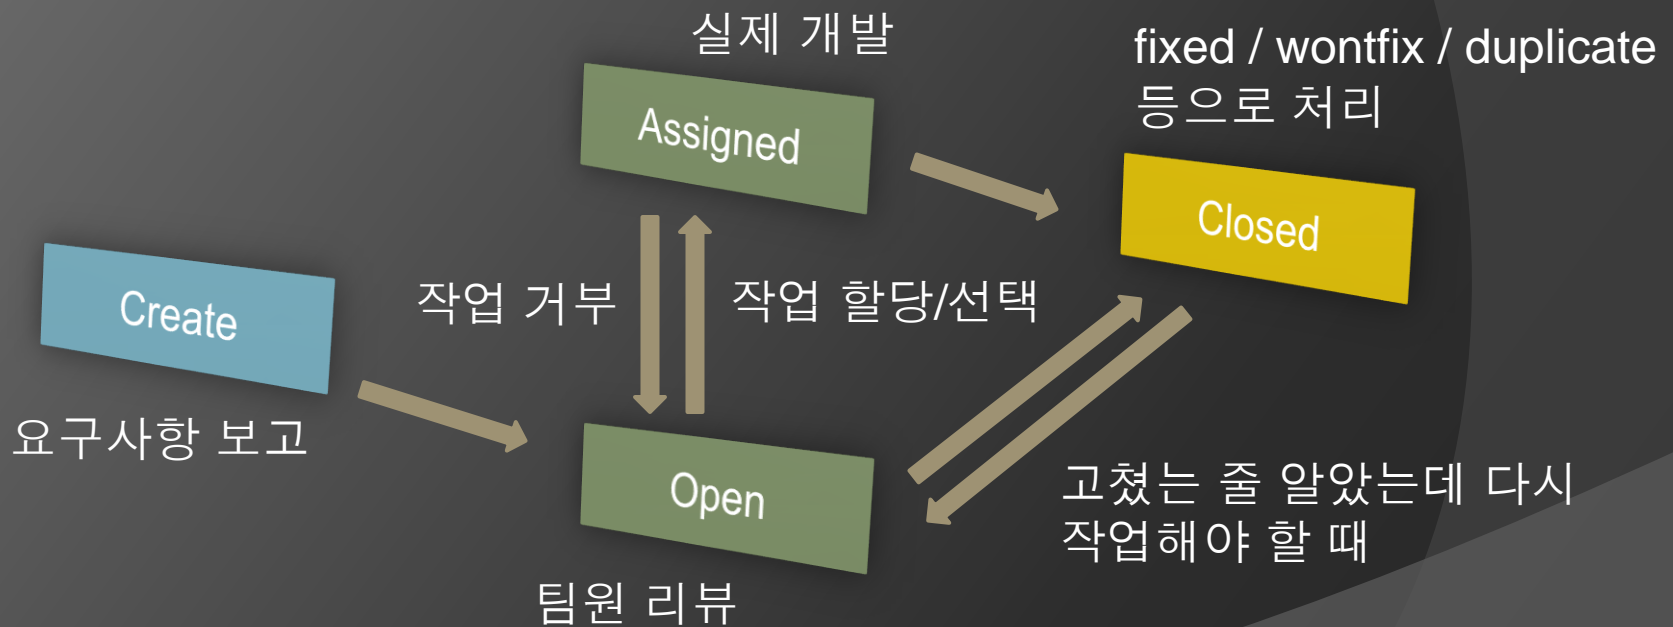 실제 개발
fixed / wontfix / duplicate
등으로 처리
Assigned
Closed
Create
작업 거부
작업 할당/선택
요구사항 보고
Open
고쳤는 줄 알았는데 다시
작업해야 할 때
팀원 리뷰